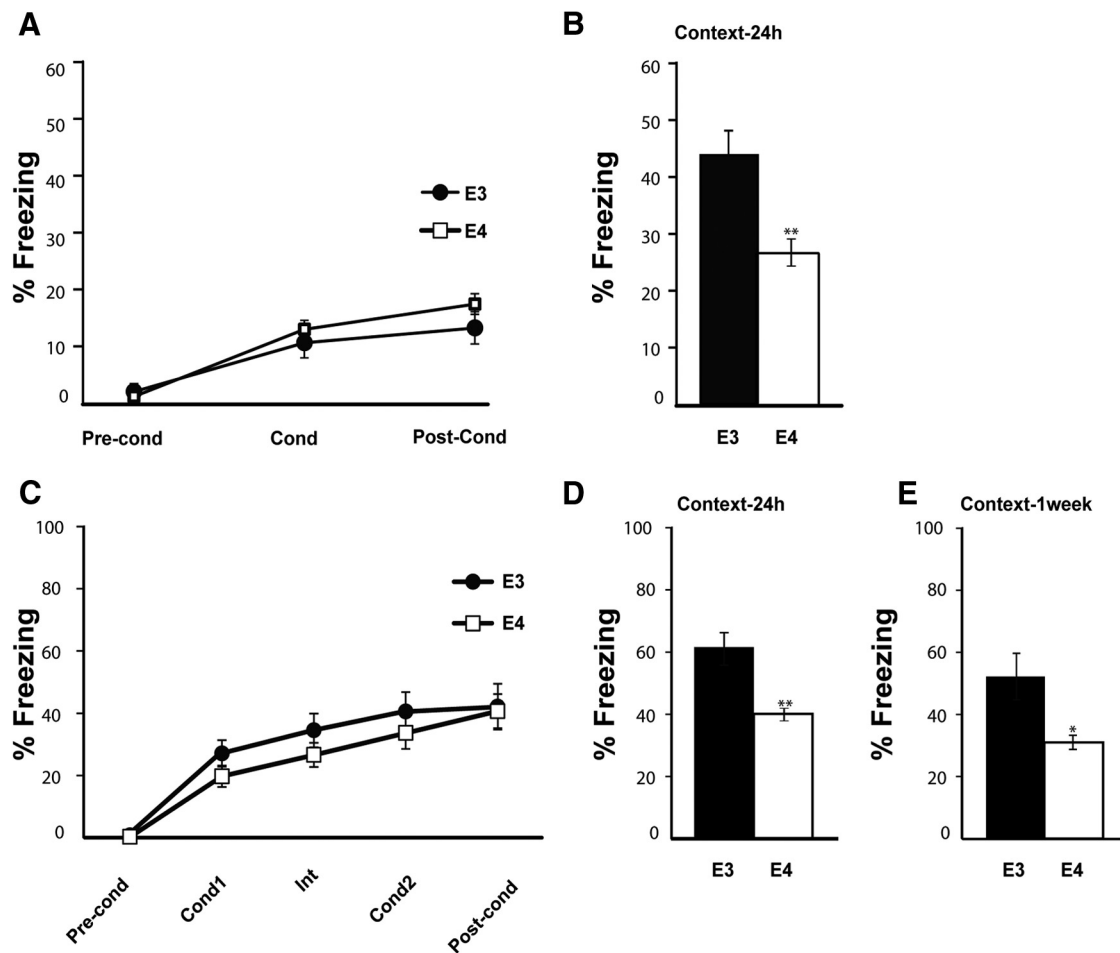 A
% Freezing
60
50
40
30
20
10
0
E3
E4
Pre-cond
Cond
Post-Cond
B
Context-24h
% Freezing
60
50
40
30
20
10
0
**
E3
E4
C
% Freezing
100
80
60
40
20
0
E3
E4
Pre-cond
Cond1
Int
Cond2
Post-cond
D
Context-24h
% Freezing
100
80
60
40
20
0
**
E3
E4
E
Context-1week
% Freezing
100
80
60
40
20
0
*
E3
E4